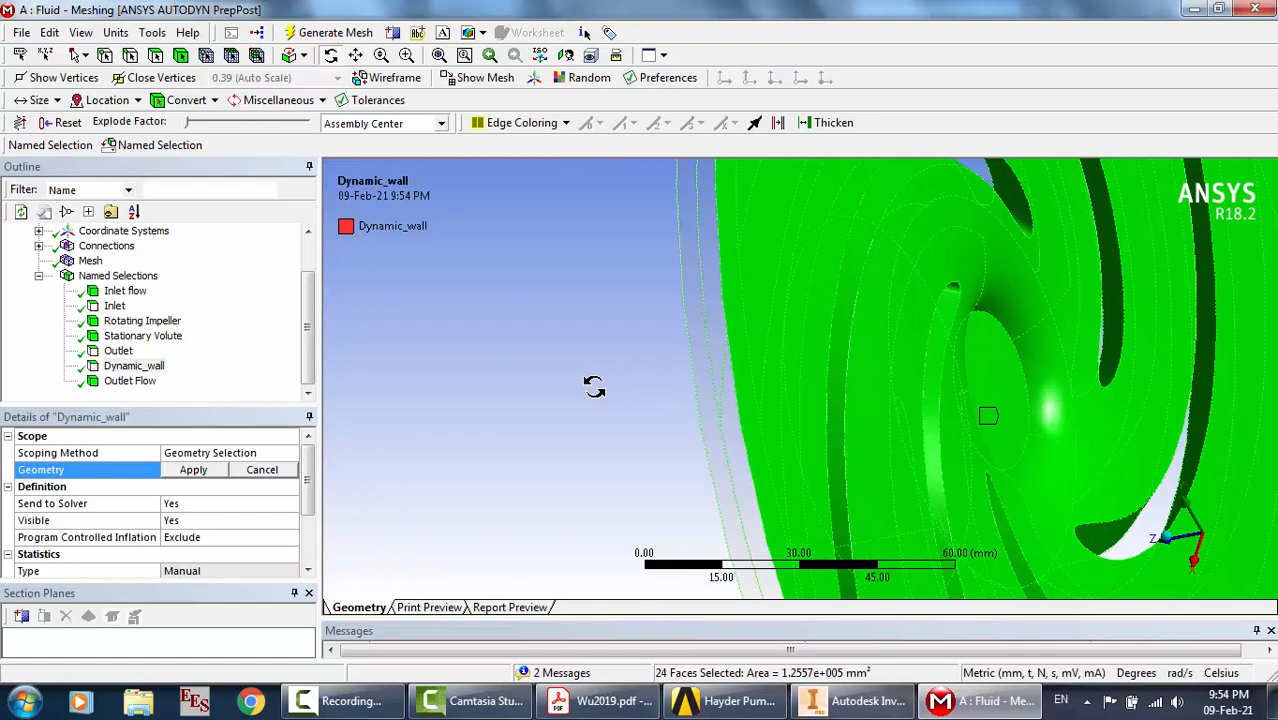 A : Fluid - Meshing [ANSYS AUTODYN PrepPost]
File Edit View Units Tools Help Generate Mesh Worksheet
Show Vertices Close Vertices 0.39 (Auto Scale) Wireframe Show Mesh Random Preferences
Size Location Convert Miscellaneous Tolerances
Reset Explode Factor: Assembly Center Edge Coloring Thicken
Named Selection Named Selection
Outline
Filter: Name
Coordinate Systems
Connections
Mesh
Named Selections
Inlet flow
Inlet
Rotating Impeller
Stationary Volute
Outlet
Dynamic_wall
Outlet Flow
Details of "Dynamic_wall"
Scope
Scoping Method Geometry Selection
Geometry Apply Cancel
Definition
Send to Solver Yes
Visible Yes
Program Controlled Inflation Exclude
Statistics
Type Manual
Section Planes
Dynamic_wall
09-Feb-21 9:54 PM
Dynamic_wall
ANSYS
R18.2
Z
X
0.00 30.00 60.00 (mm)
15.00 45.00
Geometry Print Preview Report Preview
Messages
2 Messages 24 Faces Selected: Area = 1.2557e+005 mm² Metric (mm, t, N, s, mV, mA) Degrees rad/s Celsius
EES Recording... Camtasia Stu... Wu2019.pdf -... Hayder Pum... Autodesk Inv... A : Fluid - Me... EN 9:54 PM
09-Feb-21